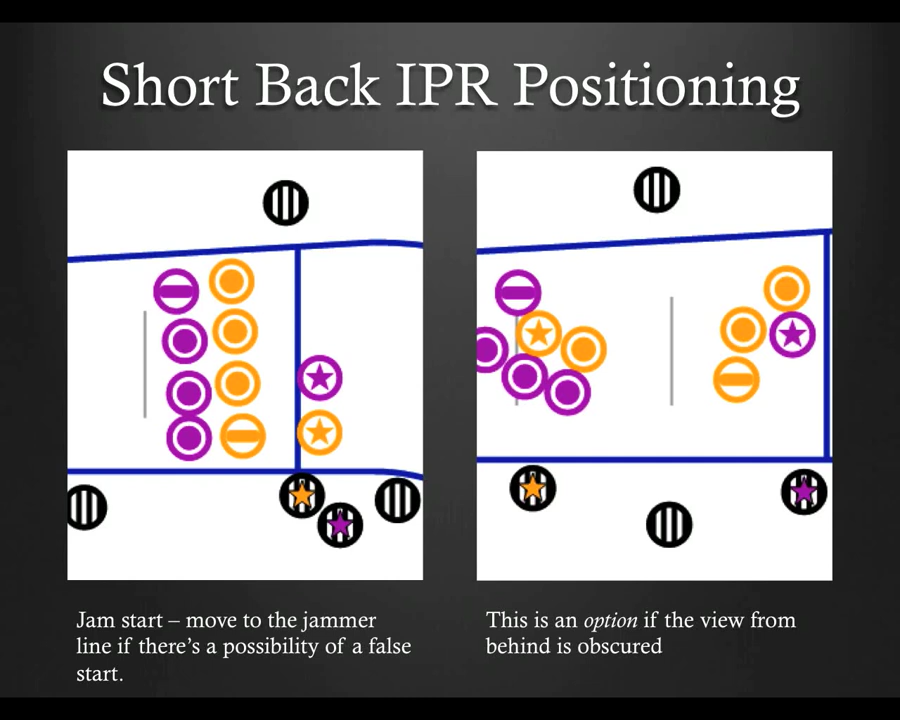 Short Back IPR Positioning
Jam start – move to the jammer
line if there's a possibility of a false
start.
This is an option if the view from
behind is obscured